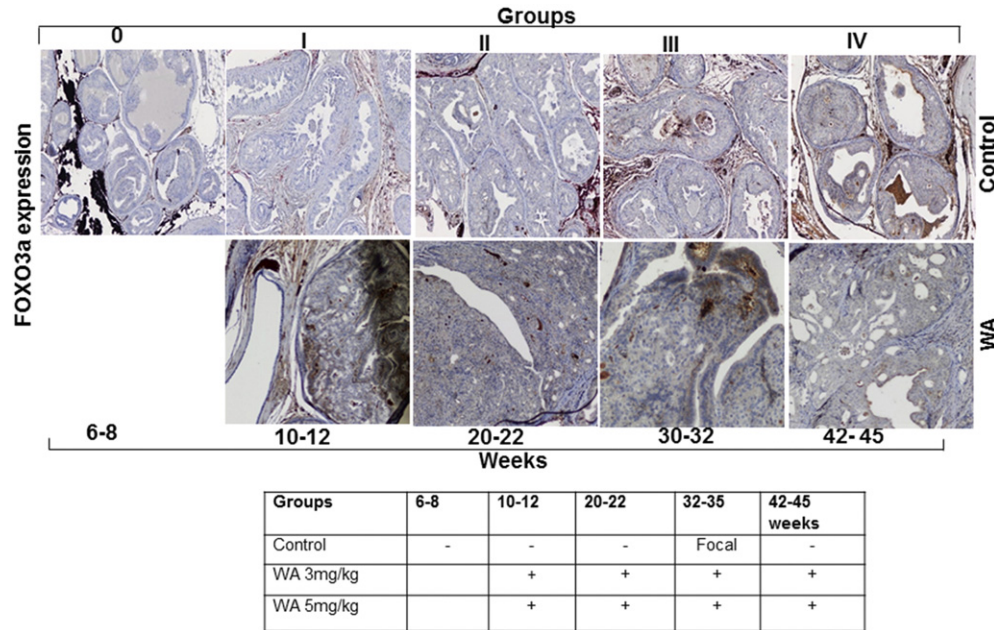 Groups
0 I II III IV
FOXO3a expression
Control
WA
6-8 10-12 20-22 30-32 42- 45
Weeks
Groups 6-8 10-12 20-22 32-35 42-45 weeks
Control - - - Focal -
WA 3mg/kg + + + +
WA 5mg/kg + + + +